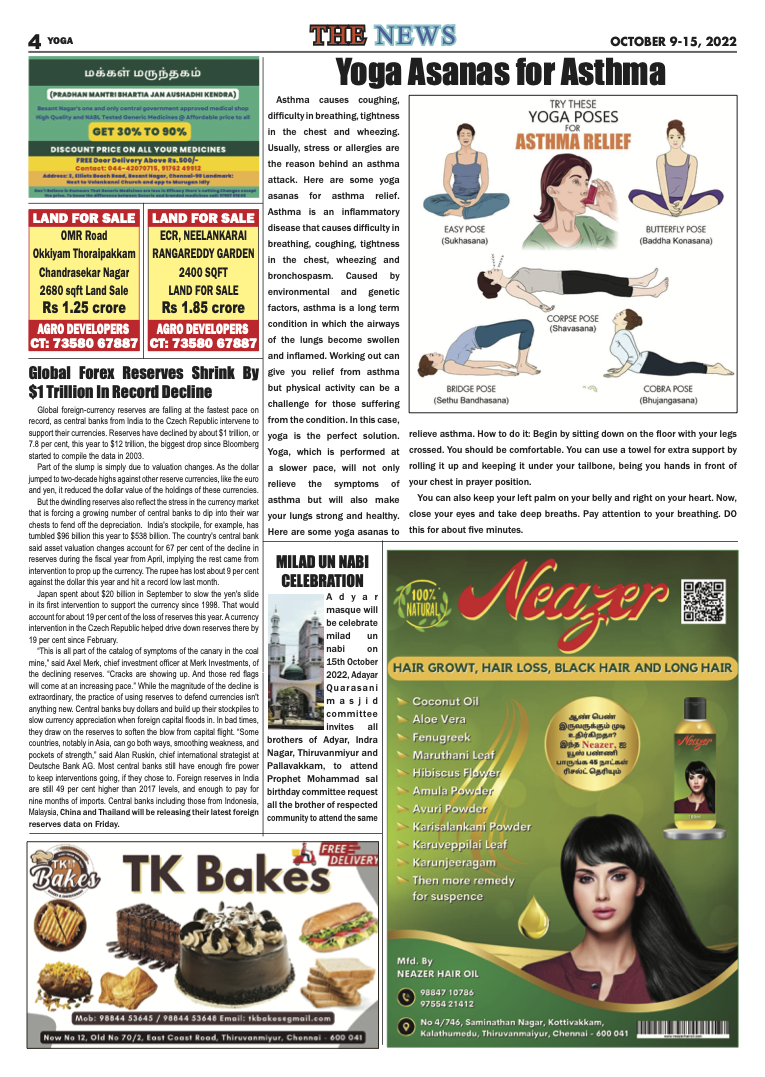 4 YOGA
THE NEWS
OCTOBER 9-15, 2022
மக்கள் மருந்தகம்
(PRADHAN MANTRI BHARTIA JAN AUSHADHI KENDRA)
Besant Nagar's one and only central government approved medical shop
High Quality and NABL Tested Generic Medicines @ Affordable price to all
GET 30% TO 90%
DISCOUNT PRICE ON ALL YOUR MEDICINES
FREE Door Delivery Above Rs.500/-
Contact: 044-42070715, 91762 49912
Address: 3, Elliots Beach Road, Besant Nagar, Chennai-90 Landmark:
Next to Velankanni Church and opp to Murugan Idly
LAND FOR SALE
OMR Road
Okkiyam Thoraipakkam
Chandrasekar Nagar
2680 sqft Land Sale
Rs 1.25 crore
AGRO DEVELOPERS
CT: 73580 67887
LAND FOR SALE
ECR, NEELANKARAI
RANGAREDDY GARDEN
2400 SQFT
LAND FOR SALE
Rs 1.85 crore
AGRO DEVELOPERS
CT: 73580 67887
Global Forex Reserves Shrink By
$1 Trillion In Record Decline
Global foreign-currency reserves are falling at the fastest pace on
record, as central banks from India to the Czech Republic intervene to
support their currencies. Reserves have declined by about $1 trillion, or
7.8 per cent, this year to $12 trillion, the biggest drop since Bloomberg
started to compile the data in 2003.
Part of the slump is simply due to valuation changes. As the dollar
jumped to two-decade highs against other reserve currencies, like the euro
and yen, it reduced the dollar value of the holdings of these currencies.
But the dwindling reserves also reflect the stress in the currency market
that is forcing a growing number of central banks to dip into their war
chests to fend off the depreciation. India's stockpile, for example, has
tumbled $96 billion this year to $538 billion. The country's central bank
said asset valuation changes account for 67 per cent of the decline in
reserves during the fiscal year from April, implying the rest came from
intervention to prop up the currency. The rupee has lost about 9 per cent
against the dollar this year and hit a record low last month.
Japan spent about $20 billion in September to slow the yen's slide
in its first intervention to support the currency since 1998. That would
account for about 19 per cent of the loss of reserves this year. A currency
intervention in the Czech Republic helped drive down reserves there by
19 per cent since February.
"This is all part of the catalog of symptoms of the canary in the coal
mine," said Axel Merk, chief investment officer at Merk Investments, of
the declining reserves. "Cracks are showing up. And those red flags
will come at an increasing pace." While the magnitude of the decline is
extraordinary, the practice of using reserves to defend currencies isn't
anything new. Central banks buy dollars and build up their stockpiles to
slow currency appreciation when foreign capital floods in. In bad times,
they draw on the reserves to soften the blow from capital flight. "Some
countries, notably in Asia, can go both ways, smoothing weakness, and
pockets of strength," said Alan Ruskin, chief international strategist at
Deutsche Bank AG. Most central banks still have enough fire power
to keep interventions going, if they chose to. Foreign reserves in India
are still 49 per cent higher than 2017 levels, and enough to pay for
nine months of imports. Central banks including those from Indonesia,
Malaysia, China and Thailand will be releasing their latest foreign
reserves data on Friday.
Yoga Asanas for Asthma
Asthma causes coughing,
difficulty in breathing, tightness
in the chest and wheezing.
Usually, stress or allergies are
the reason behind an asthma
attack. Here are some yoga
asanas for asthma relief.
Asthma is an inflammatory
disease that causes difficulty in
breathing, coughing, tightness
in the chest, wheezing and
bronchospasm. Caused by
environmental and genetic
factors, asthma is a long term
condition in which the airways
of the lungs become swollen
and inflamed. Working out can
give you relief from asthma
but physical activity can be a
challenge for those suffering
from the condition. In this case,
yoga is the perfect solution.
Yoga, which is performed at
a slower pace, will not only
relieve the symptoms of
asthma but will also make
your lungs strong and healthy.
Here are some yoga asanas to
TRY THESE
YOGA POSES
FOR
ASTHMA RELIEF
EASY POSE
(Sukhasana)
BUTTERFLY POSE
(Baddha Konasana)
CORPSE POSE
(Shavasana)
BRIDGE POSE
(Sethu Bandhasana)
COBRA POSE
(Bhujangasana)
relieve asthma. How to do it: Begin by sitting down on the floor with your legs
crossed. You should be comfortable. You can use a towel for extra support by
rolling it up and keeping it under your tailbone, being you hands in front of
your chest in prayer position.
You can also keep your left palm on your belly and right on your heart. Now,
close your eyes and take deep breaths. Pay attention to your breathing. DO
this for about five minutes.
MILAD UN NABI
CELEBRATION
Adyar
masque will
be celebrate
milad un
nabi on
15th October
2022, Adayar
Quarasani
masjid
committee
invites all
brothers of Adyar, Indra
Nagar, Thiruvanmiyur and
Pallavakkam, to attend
Prophet Mohammad sal
birthday committee request
all the brother of respected
community to attend the same
TK Bakes
TK Bakes
FREE
DELIVERY
Mob: 98844 53645 / 98844 53648 Email: tkbakes@gmail.com
New No 12, Old No 70/2, East Coast Road, Thiruvanmiyur, Chennai - 600 041
100%
NATURAL
Neazer
HAIR GROWT, HAIR LOSS, BLACK HAIR AND LONG HAIR
Coconut Oil
Aloe Vera
Fenugreek
Maruthani Leaf
Hibiscus Flower
Amula Powder
Avuri Powder
Karisalankani Powder
Karuveppilai Leaf
Karunjeeragam
Then more remedy
for suspence
ஆண் பெண்
இருவருக்கும் முடி
உதிர்கிறதா?
இந்த Neazer, ஐ
யூஸ் பண்ணி
பாருங்க 45 நாட்கள்
ரிசல்ட் தெரியும்
Neazer
Mfd. By
NEAZER HAIR OIL
98847 10786
97554 21412
No 4/746, Saminathan Nagar, Kottivakkam,
Kalathumedu, Thiruvanmaiyur, Chennai - 600 041